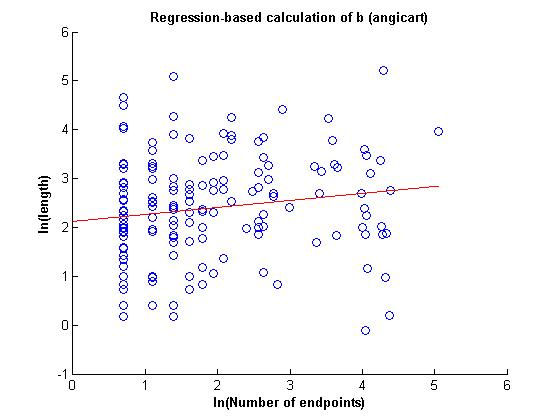 Regression-based calculation of b (angicart)
6
5
4
3
2
1
0
-1
ln(length)
0 1 2 3 4 5 6
ln(Number of endpoints)